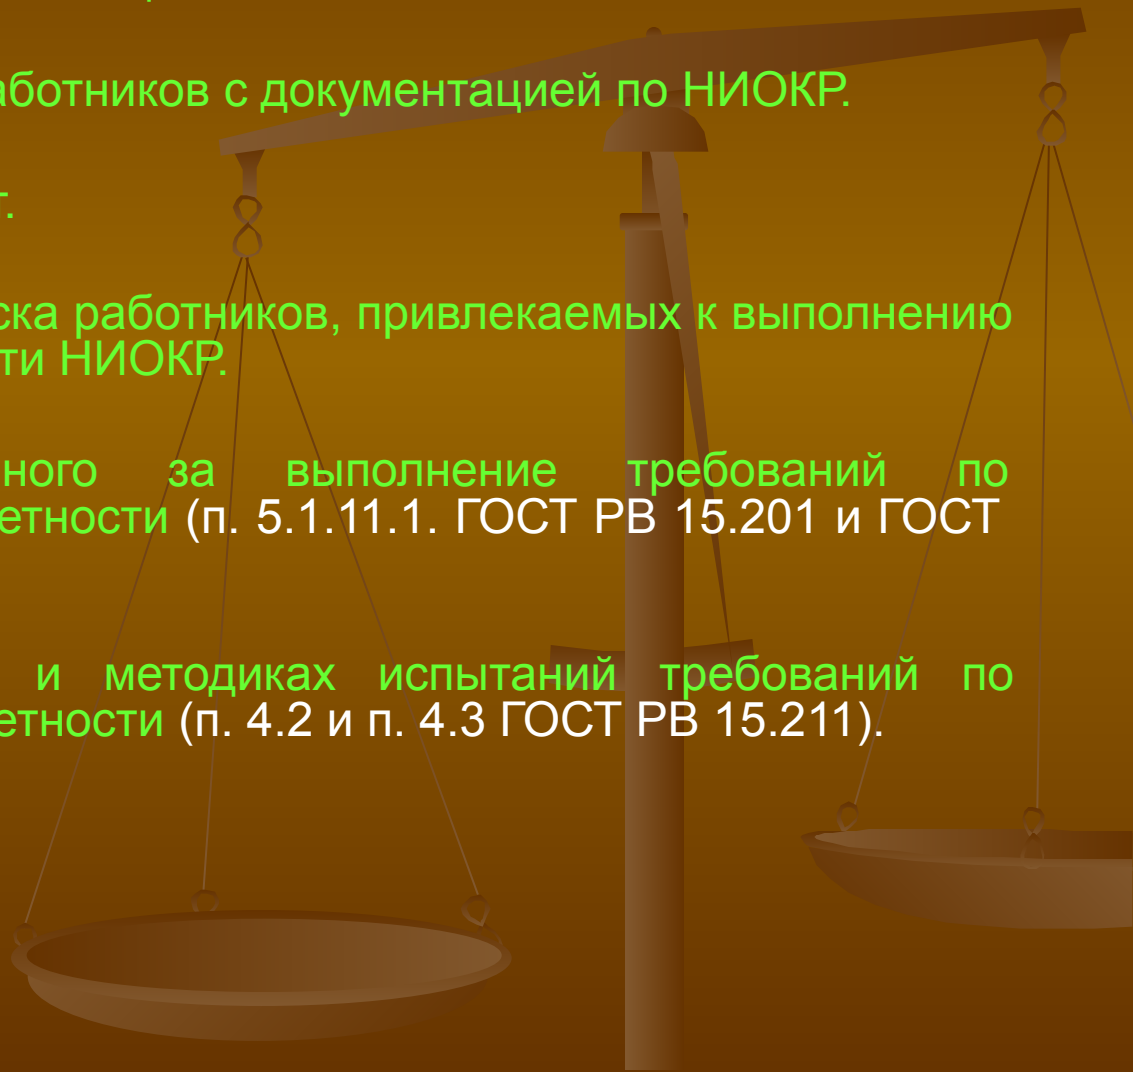 аботников с документацией по НИОКР.
т.
ска работников, привлекаемых к выполнению
ти НИОКР.
ного за выполнение требований по
етности (п. 5.1.11.1. ГОСТ РВ 15.201 и ГОСТ
и методиках испытаний требований по
етности (п. 4.2 и п. 4.3 ГОСТ РВ 15.211).